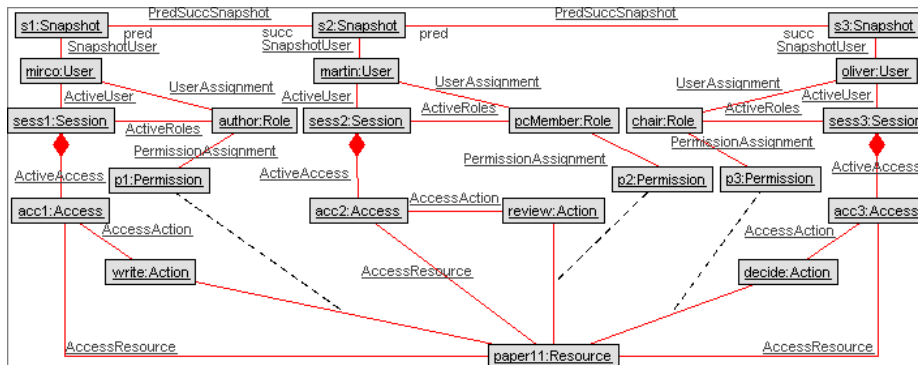 PredSuccSnapshot PredSuccSnapshot
s1:Snapshot s2:Snapshot s3:Snapshot
pred succ pred succ
SnapshotUser SnapshotUser SnapshotUser
mirco:User martin:User oliver:User
UserAssignment UserAssignment UserAssignment
ActiveUser ActiveUser ActiveUser
ActiveRoles
sess1:Session author:Role sess2:Session pcMember:Role chair:Role sess3:Session
ActiveRoles ActiveRoles
PermissionAssignment PermissionAssignment
PermissionAssignment
ActiveAccess ActiveAccess ActiveAccess
p1:Permission p2:Permission p3:Permission
AccessAction
acc1:Access acc2:Access review:Action acc3:Access
AccessAction AccessAction
write:Action AccessResource decide:Action
AccessResource AccessResource
paper11:Resource